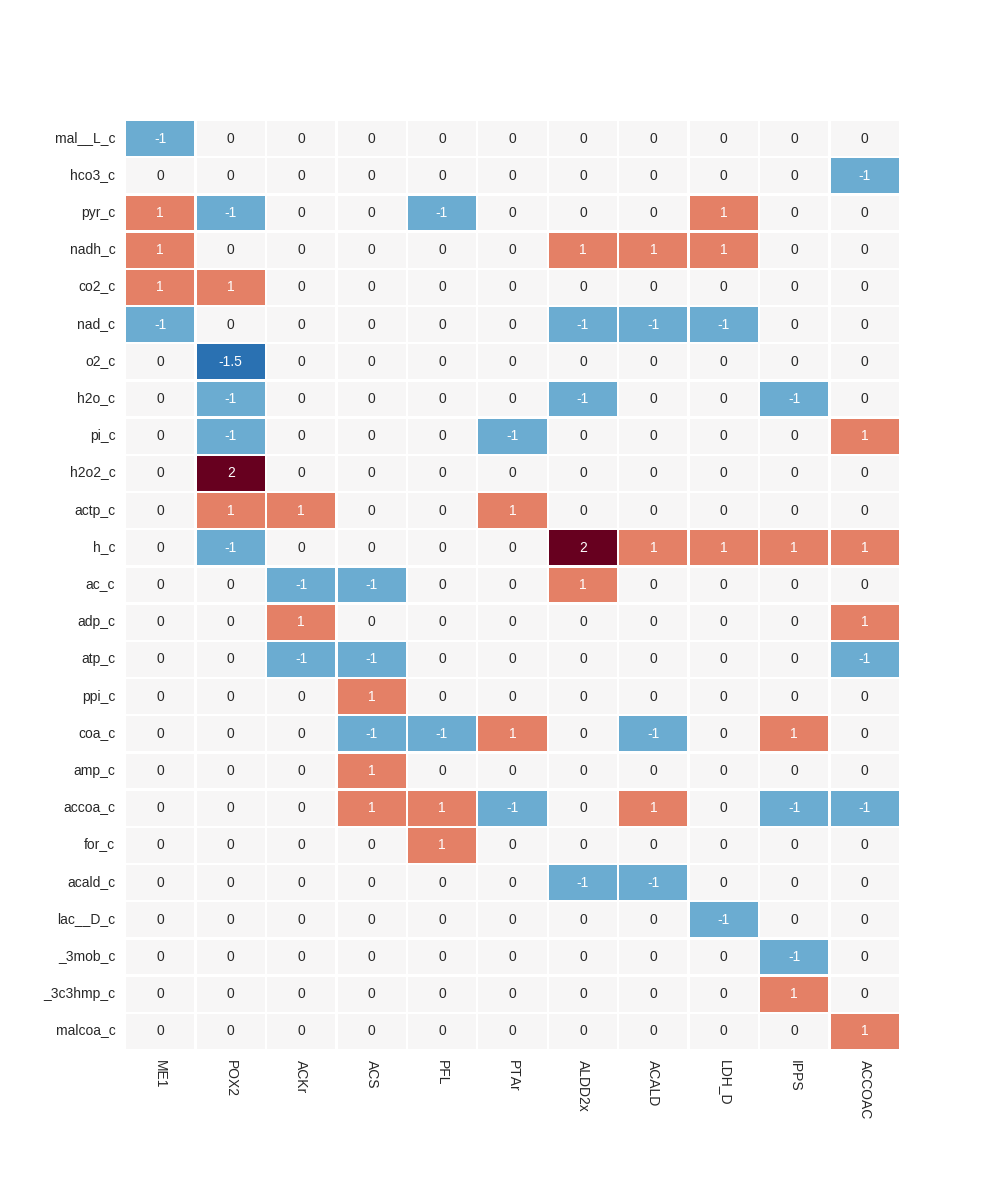 mal__L_c -1 0 0 0 0 0 0 0 0 0 0
hco3_c 0 0 0 0 0 0 0 0 0 0 -1
pyr_c 1 -1 0 0 -1 0 0 0 1 0 0
nadh_c 1 0 0 0 0 0 1 1 1 0 0
co2_c 1 1 0 0 0 0 0 0 0 0 0
nad_c -1 0 0 0 0 0 -1 -1 -1 0 0
o2_c 0 -1.5 0 0 0 0 0 0 0 0 0
h2o_c 0 -1 0 0 0 0 -1 0 0 -1 0
pi_c 0 -1 0 0 0 -1 0 0 0 0 1
h2o2_c 0 2 0 0 0 0 0 0 0 0 0
actp_c 0 1 1 0 0 1 0 0 0 0 0
h_c 0 -1 0 0 0 0 2 1 1 1 1
ac_c 0 0 -1 -1 0 0 1 0 0 0 0
adp_c 0 0 1 0 0 0 0 0 0 0 1
atp_c 0 0 -1 -1 0 0 0 0 0 0 -1
ppi_c 0 0 0 1 0 0 0 0 0 0 0
coa_c 0 0 0 -1 -1 1 0 -1 0 1 0
amp_c 0 0 0 1 0 0 0 0 0 0 0
accoa_c 0 0 0 1 1 -1 0 1 0 -1 -1
for_c 0 0 0 0 1 0 0 0 0 0 0
acald_c 0 0 0 0 0 0 -1 -1 0 0 0
lac__D_c 0 0 0 0 0 0 0 0 -1 0 0
_3mob_c 0 0 0 0 0 0 0 0 0 -1 0
_3c3hmp_c 0 0 0 0 0 0 0 0 0 1 0
malcoa_c 0 0 0 0 0 0 0 0 0 0 1
ME1 POX2 ACKr ACS PFL PTAr ALDD2x ACALD LDH_D IPPS ACCOAC